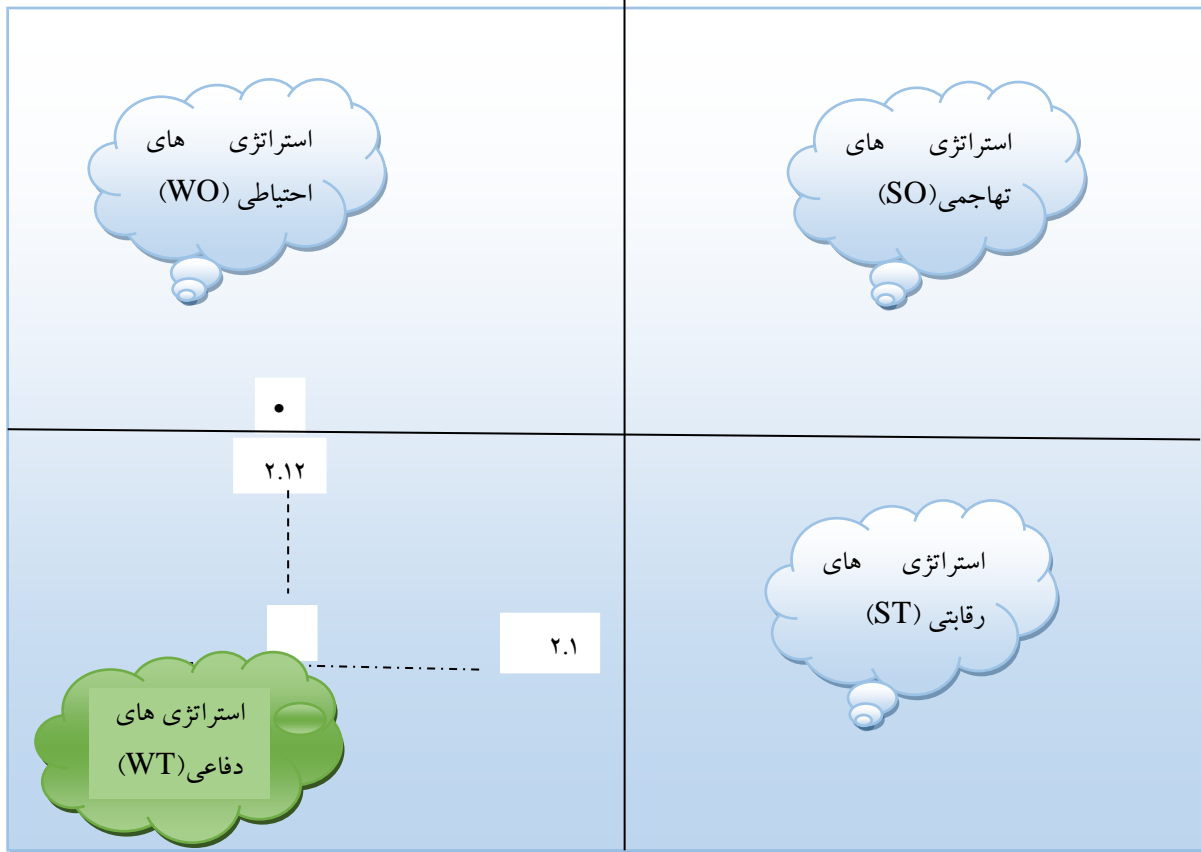 استراتژی های
تهاجمی(SO)
استراتژی های
احتیاطی (WO)
•
۲.۱۲
۲.۱
استراتژی های
رقابتی (ST)
استراتژی های
دفاعی(WT)